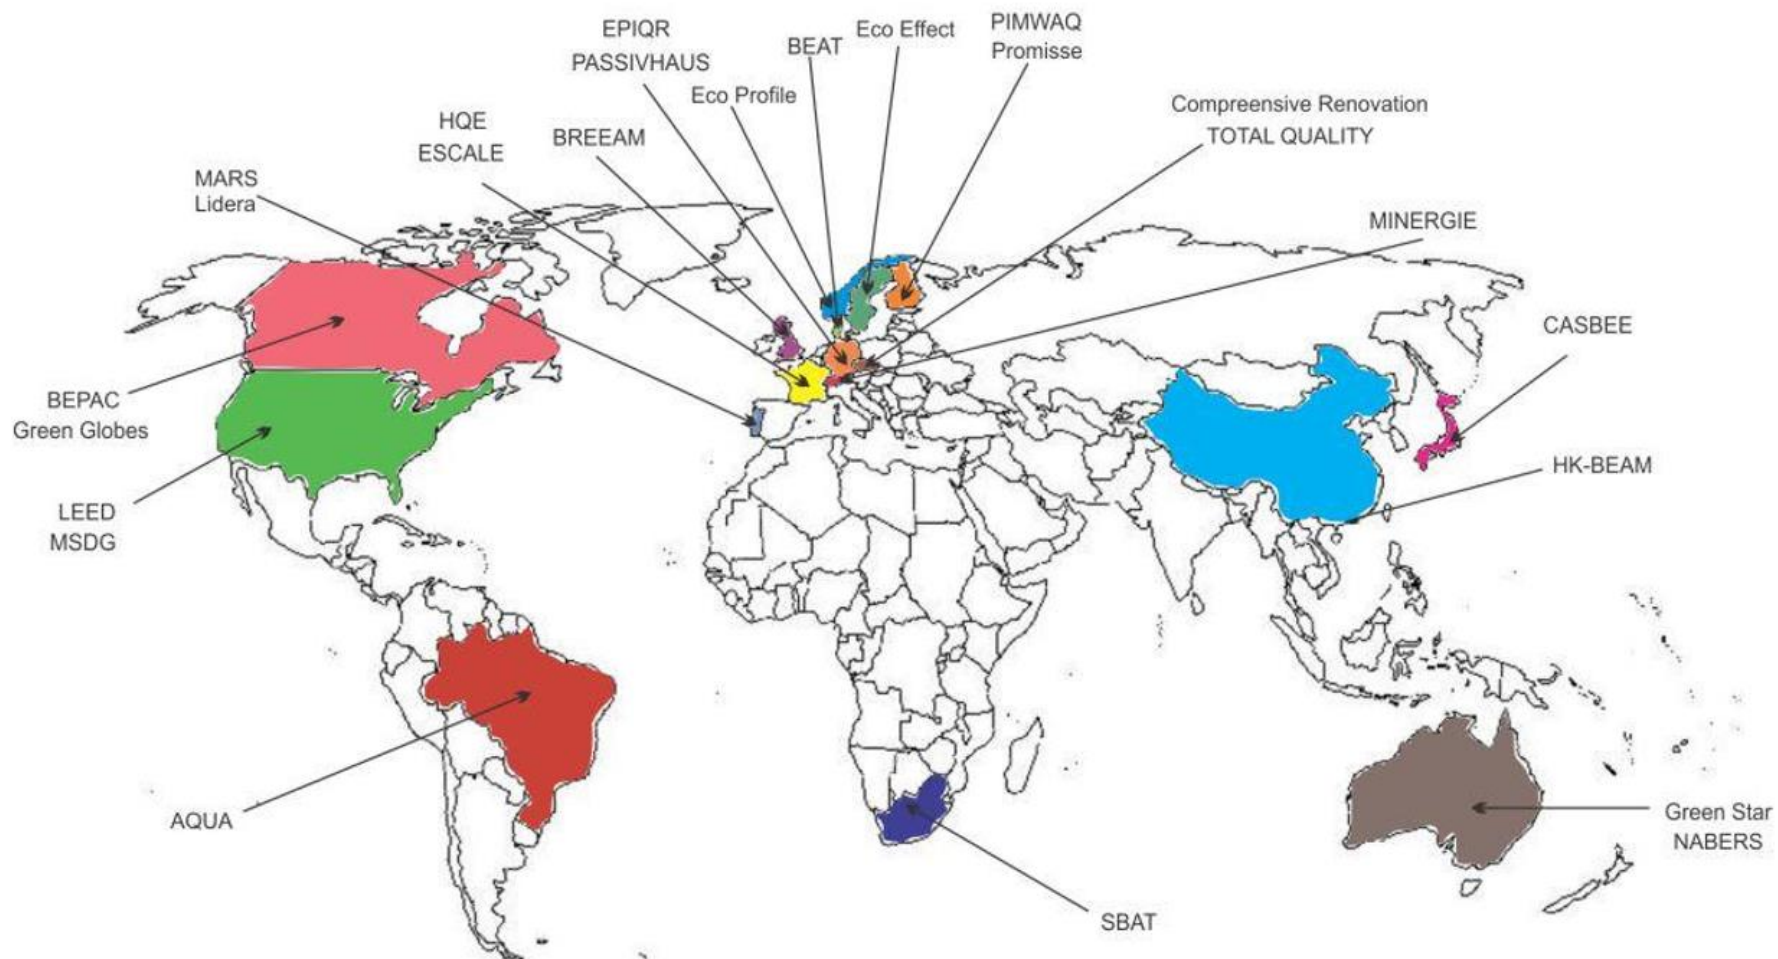 EPIQR
PASSIVHAUS
BEAT
Eco Effect
PIMWAQ
Promisse
Eco Profile
HQE
ESCALE
BREEAM
Compreensive Renovation
TOTAL QUALITY
MARS
Lidera
MINERGIE
CASBEE
BEPAC
Green Globes
HK-BEAM
LEED
MSDG
AQUA
Green Star
NABERS
SBAT